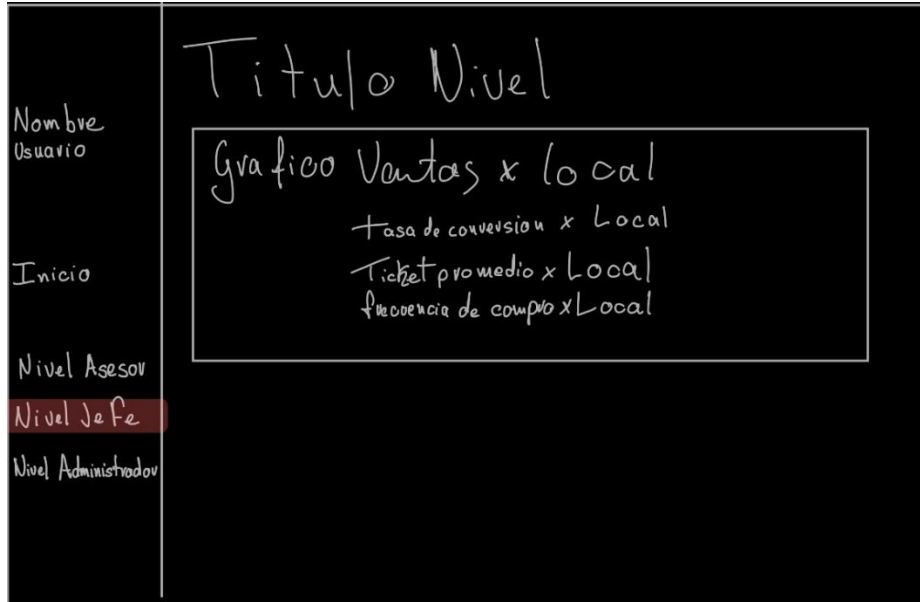 Nombre
Usuario
Inicio
Nivel Asesor
Nivel Jefe
Nivel Administrador
Titulo Nivel
Grafico Ventas x local
tasa de conversion x Local
Ticket promedio x Local
frecuencia de compra x Local